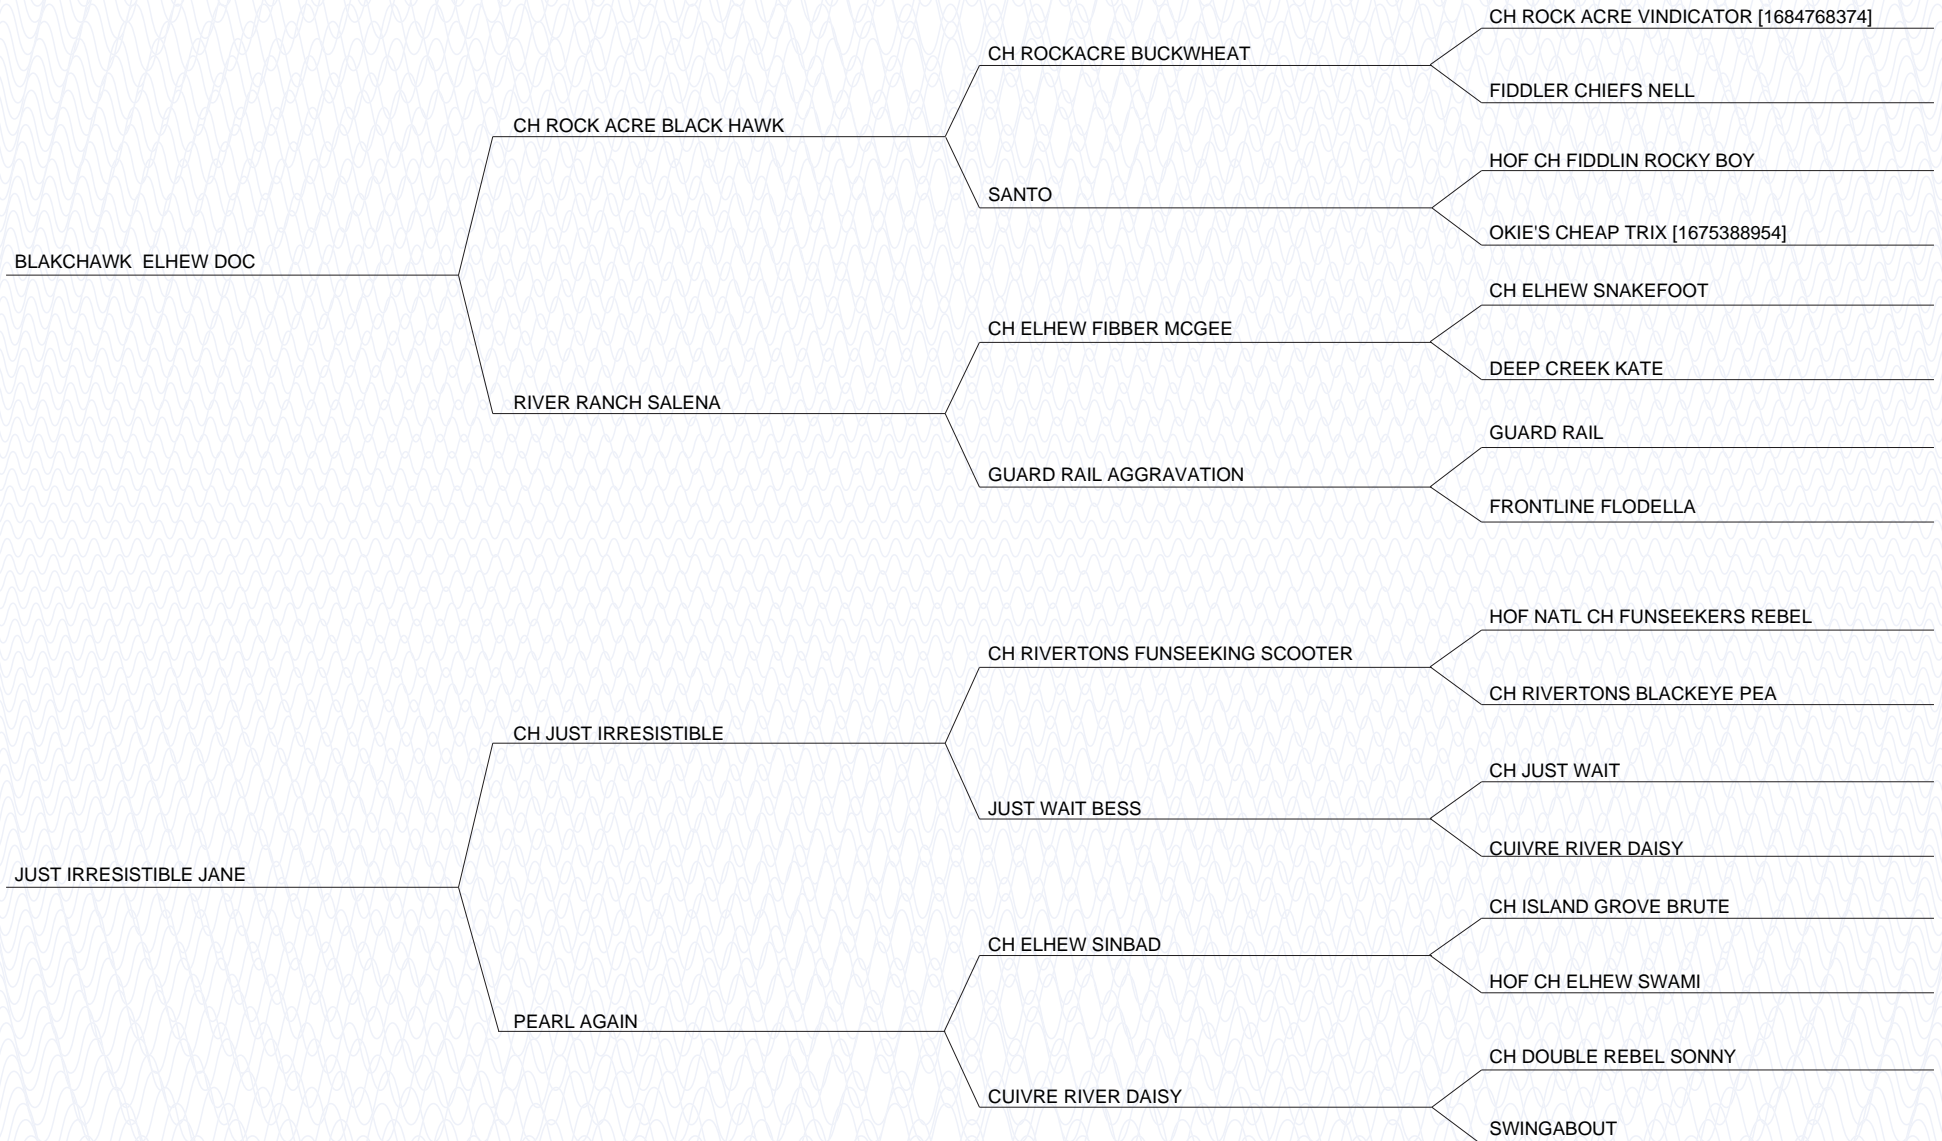 CH ROCK ACRE VINDICATOR [1684768374]
CH ROCKACRE BUCKWHEAT
FIDDLER CHIEFS NELL
CH ROCK ACRE BLACK HAWK
HOF CH FIDDLIN ROCKY BOY
SANTO
OKIE'S CHEAP TRIX [1675388954]
BLAKCHAWK  ELHEW DOC
CH ELHEW SNAKEFOOT
CH ELHEW FIBBER MCGEE
DEEP CREEK KATE
RIVER RANCH SALENA
GUARD RAIL
GUARD RAIL AGGRAVATION
FRONTLINE FLODELLA
HOF NATL CH FUNSEEKERS REBEL
CH RIVERTONS FUNSEEKING SCOOTER
CH RIVERTONS BLACKEYE PEA
CH JUST IRRESISTIBLE
CH JUST WAIT
JUST WAIT BESS
CUIVRE RIVER DAISY
JUST IRRESISTIBLE JANE
CH ISLAND GROVE BRUTE
CH ELHEW SINBAD
HOF CH ELHEW SWAMI
PEARL AGAIN
CH DOUBLE REBEL SONNY
CUIVRE RIVER DAISY
SWINGABOUT